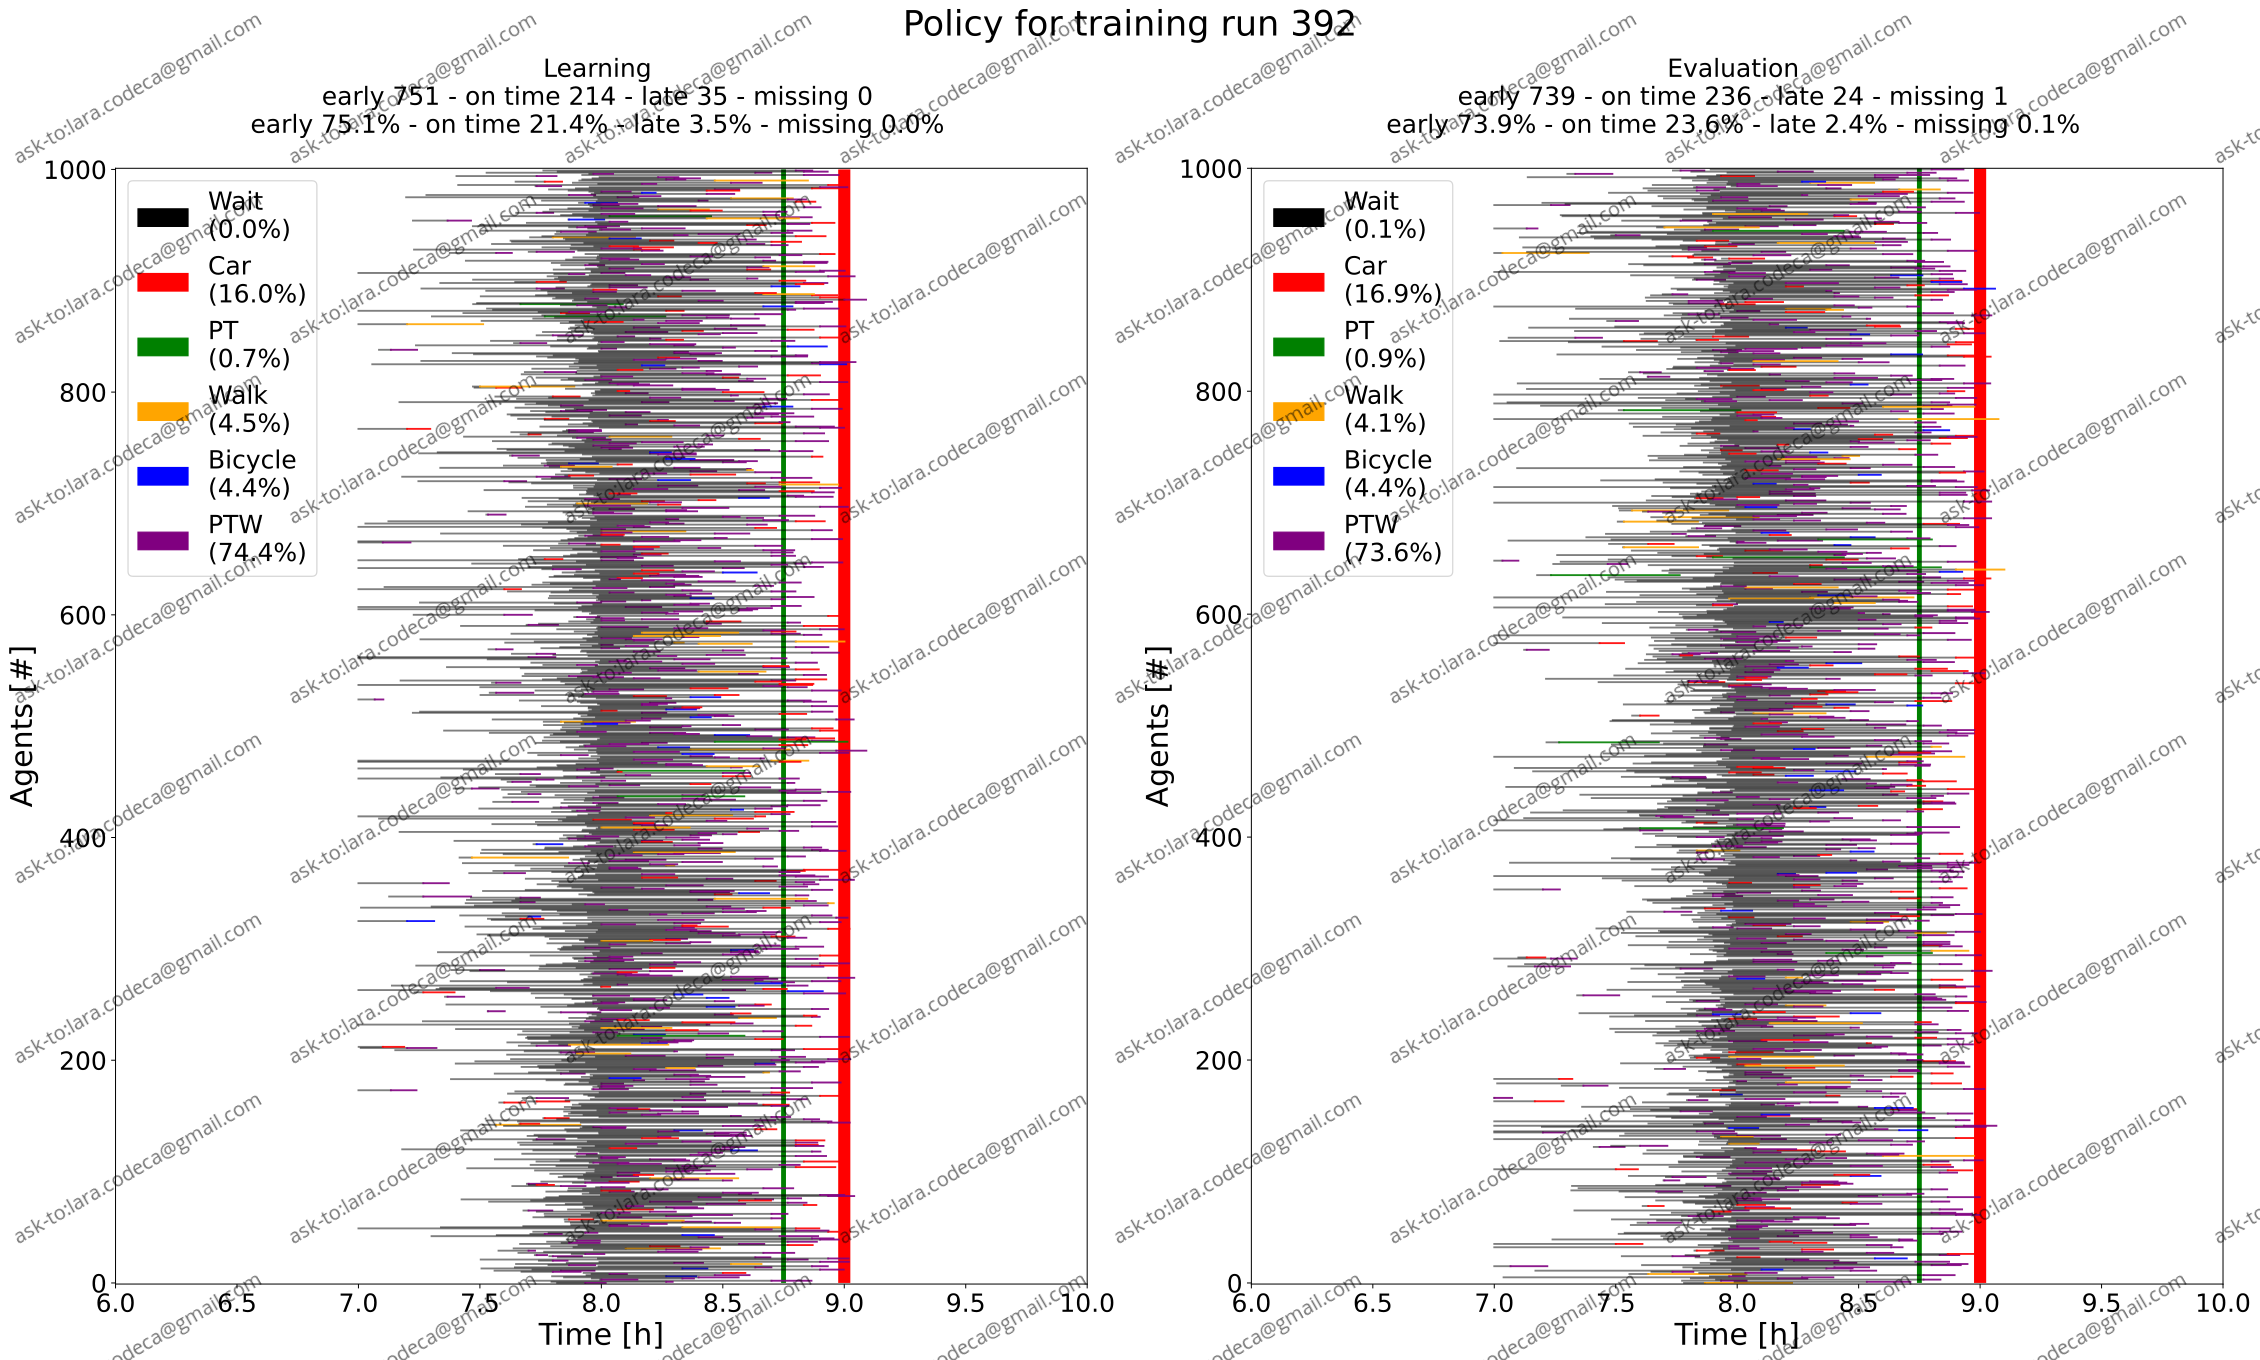 Policy for training run 392
Learning
early 751 - on time 214 - late 35 - missing 0
early 75.1% - on time 21.4% - late 3.5% - missing 0.0%
1000
800
600
400
200
0
Agents [#]
Wait
(0.0%)
Car
(16.0%)
PT
(0.7%)
Walk
(4.5%)
Bicycle
(4.4%)
PTW
(74.4%)
6.0 6.5 7.0 7.5 8.0 8.5 9.0 9.5 10.0
Time [h]
Evaluation
early 739 - on time 236 - late 24 - missing 1
early 73.9% - on time 23.6% - late 2.4% - missing 0.1%
1000
800
600
400
200
0
Agents [#]
Wait
(0.1%)
Car
(16.9%)
PT
(0.9%)
Walk
(4.1%)
Bicycle
(4.4%)
PTW
(73.6%)
6.0 6.5 7.0 7.5 8.0 8.5 9.0 9.5 10.0
Time [h]
ask-to:lara.codeca@gmail.com